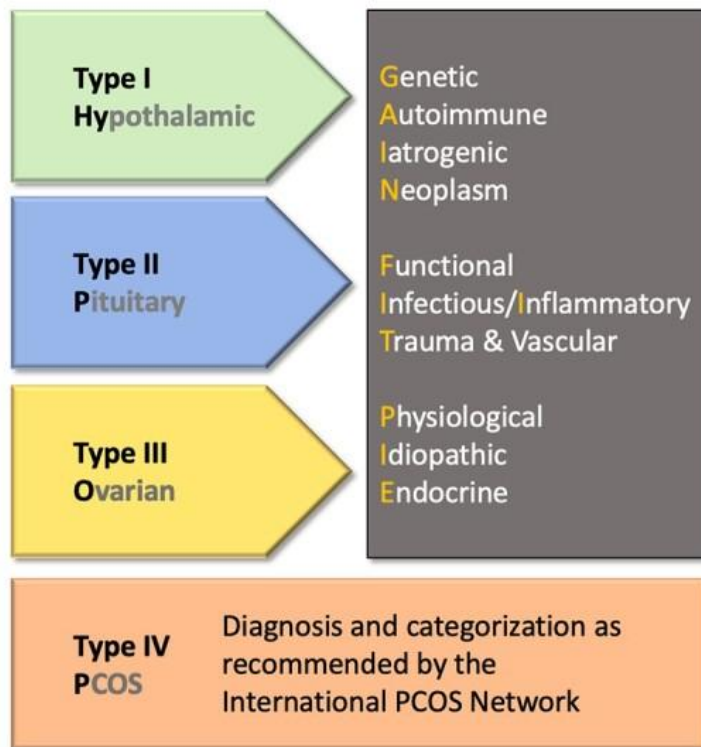 Type I
Hypothalamic
Genetic
Autoimmune
Iatrogenic
Neoplasm
Type II
Pituitary
Functional
Infectious/Inflammatory
Trauma & Vascular
Type III
Ovarian
Physiological
Idiopathic
Endocrine
Type IV
PCOS
Diagnosis and categorization as
recommended by the
International PCOS Network